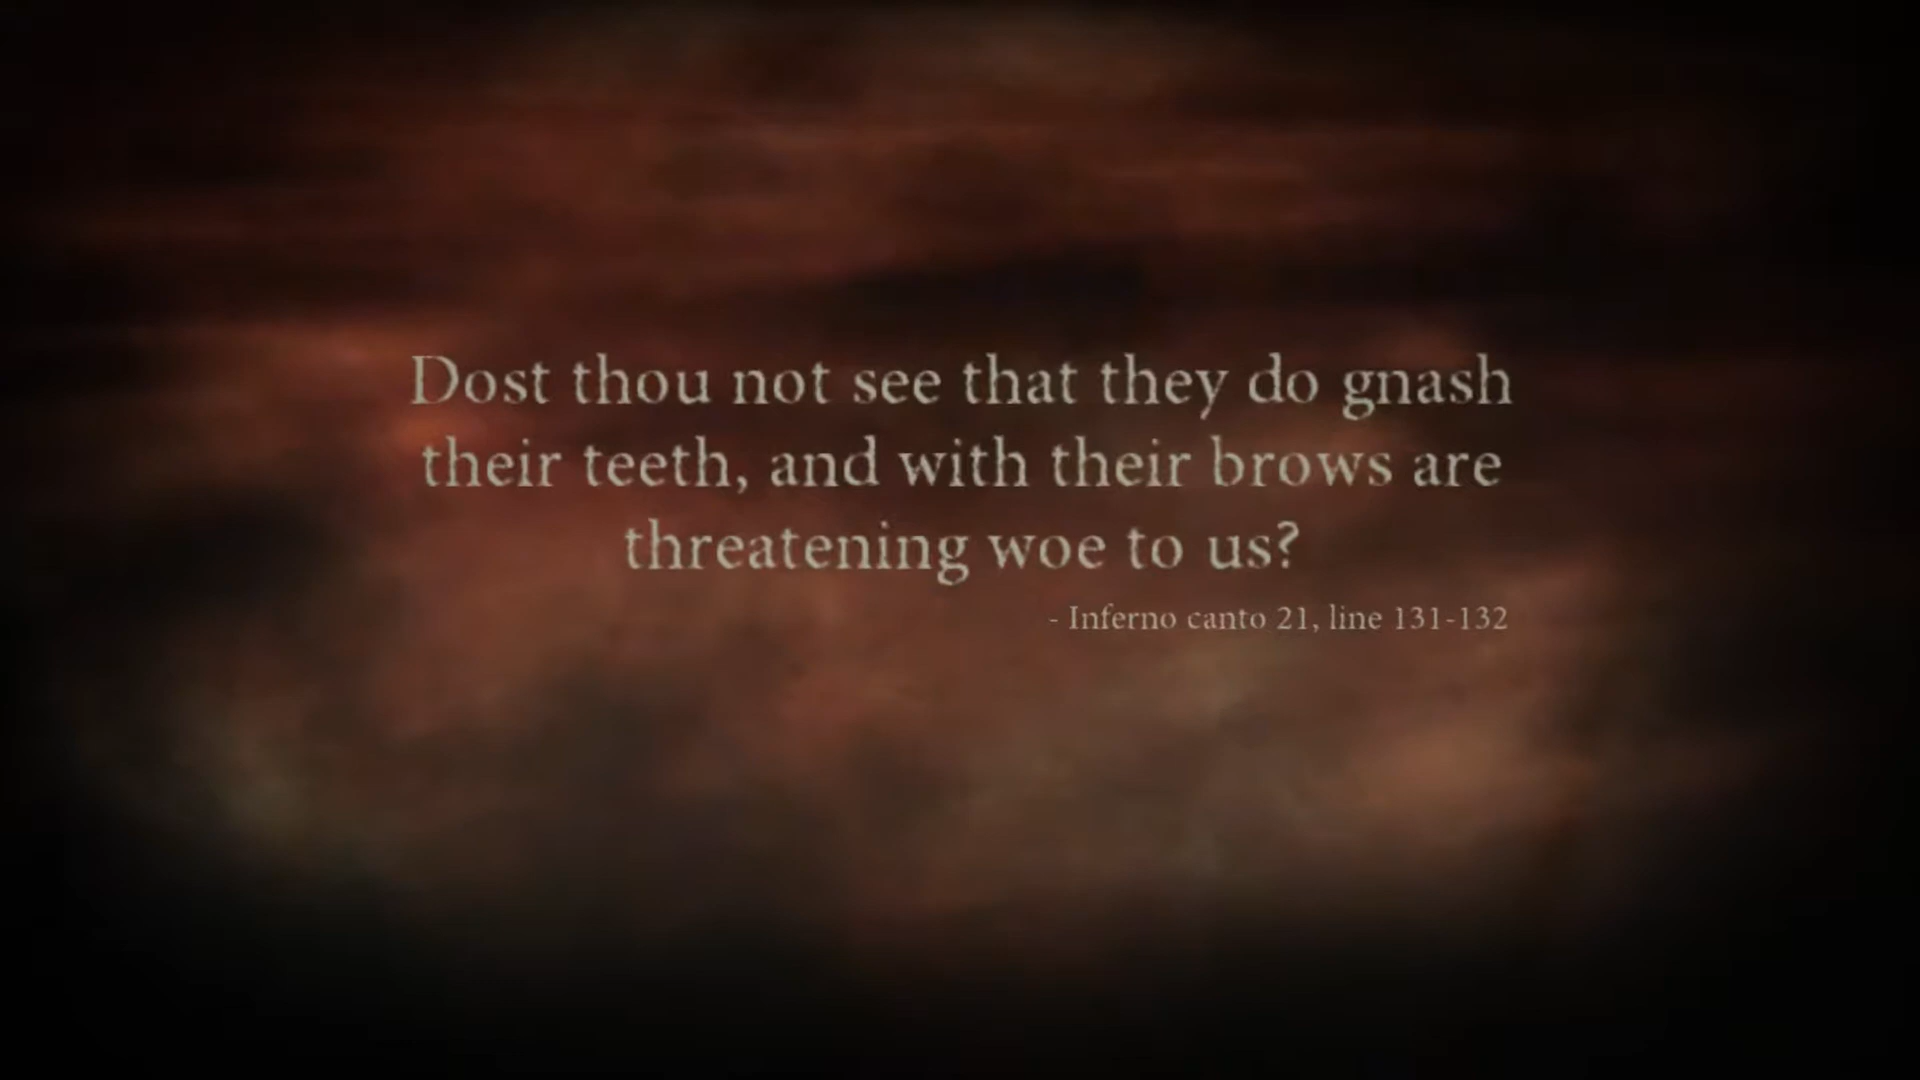 Dost thou not see that they do gnash
their teeth, and with their brows are
threatening woe to us?
- Inferno canto 21, line 131-132